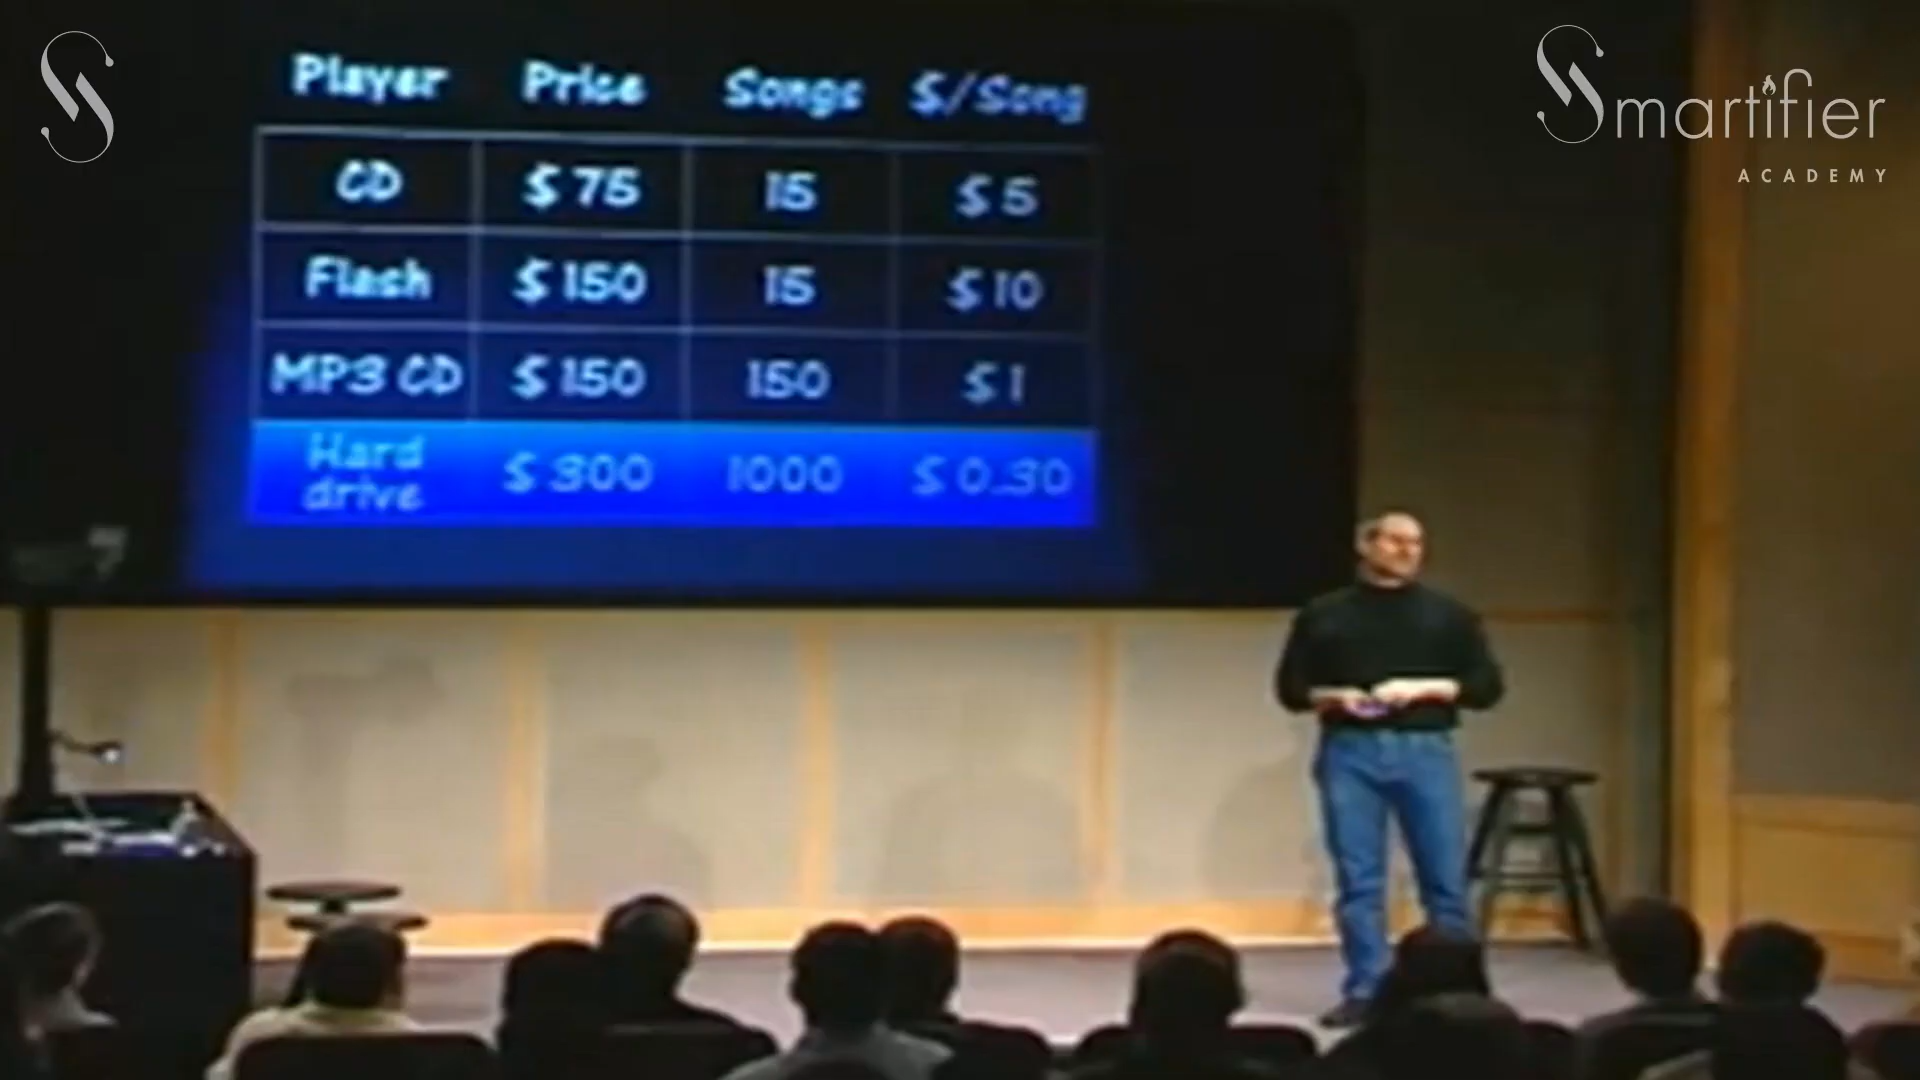 Smartifier
ACADEMY
Player Price Songs $/Song
CD $75 15 $5
Flash $150 15 $10
MP3 CD $150 150 $1
Hard drive $300 1000 $0.30